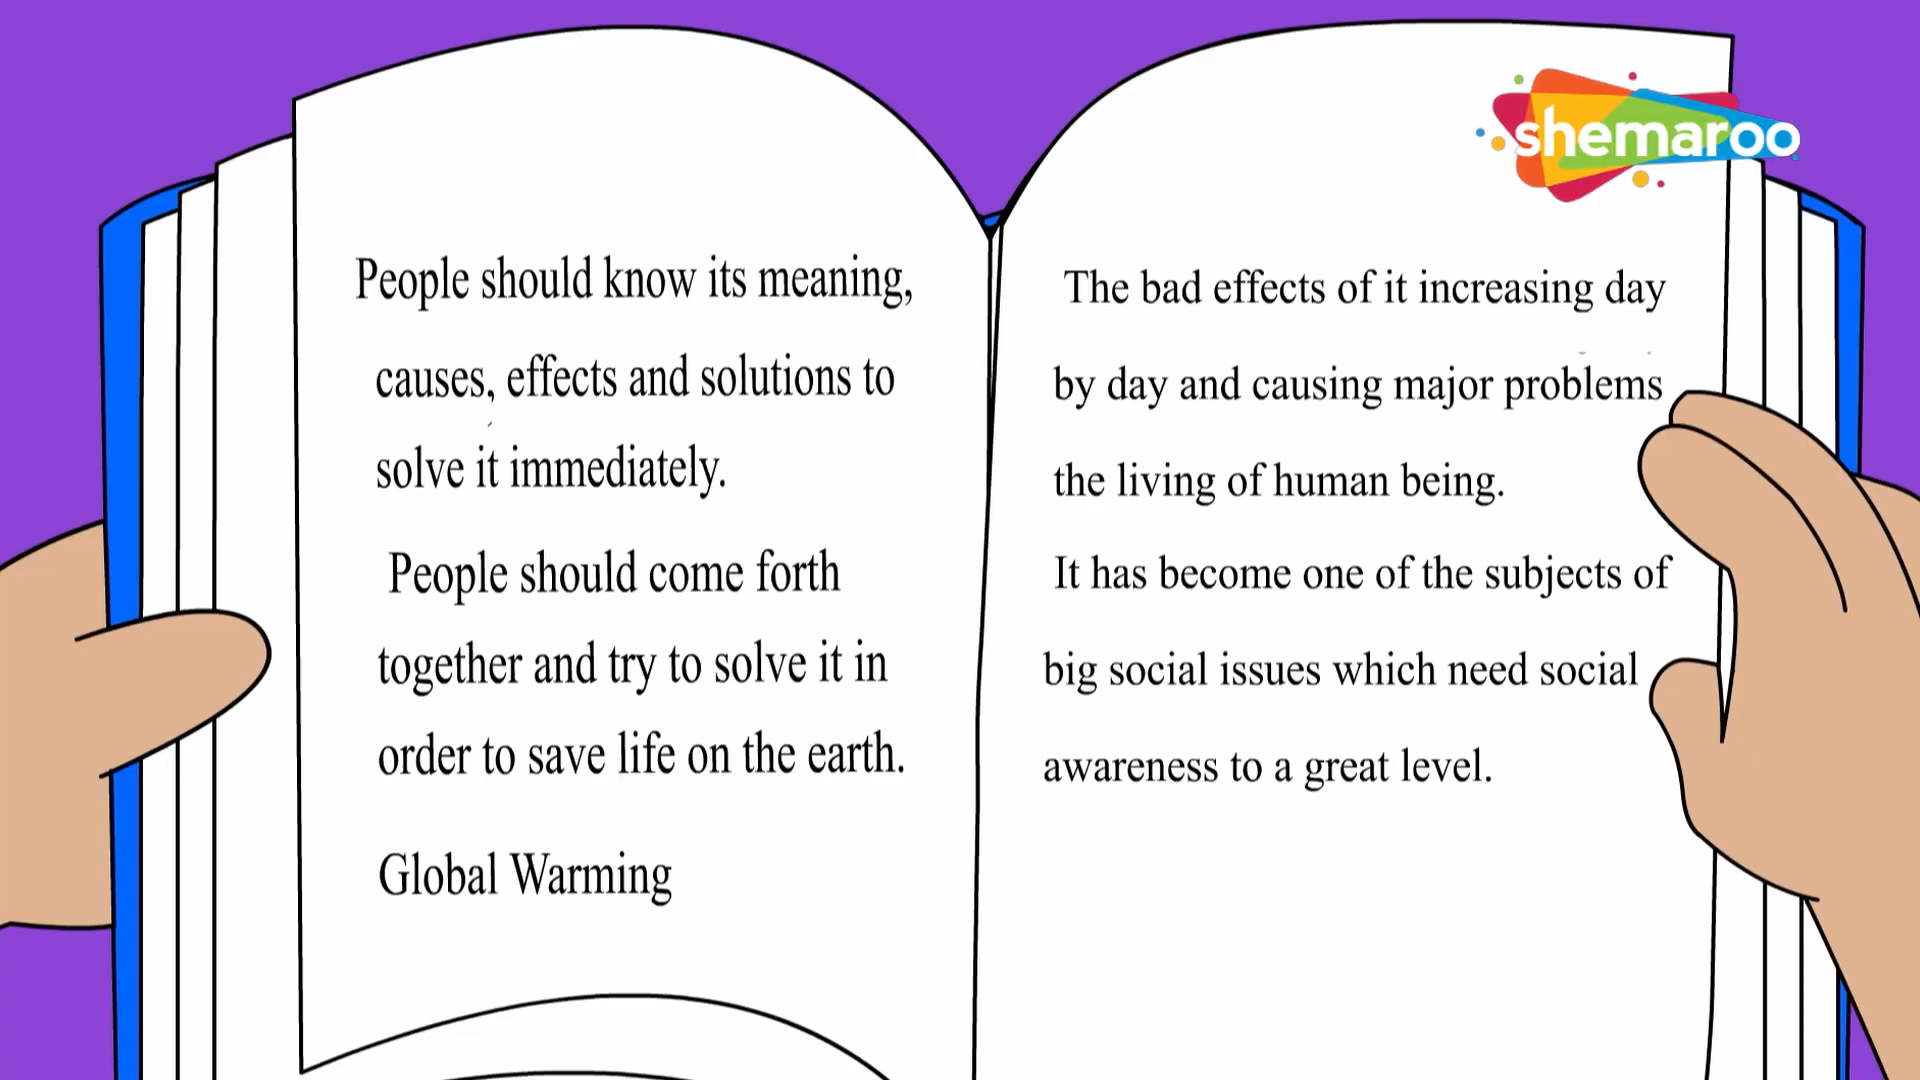 People should know its meaning,
causes, effects and solutions to
solve it immediately.
People should come forth
together and try to solve it in
order to save life on the earth.
Global Warming
shemaroo
The bad effects of it increasing day
by day and causing major problems
the living of human being.
It has become one of the subjects of
big social issues which need social
awareness to a great level.